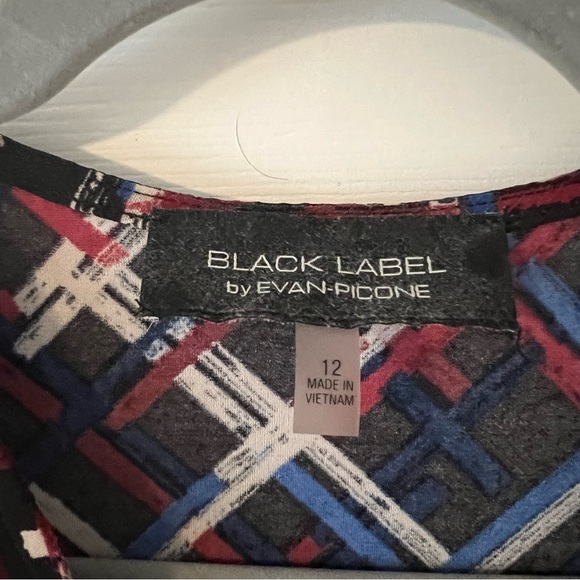 BLACK LABEL
by EVAN-PICONE
12
MADE IN
VIETNAM